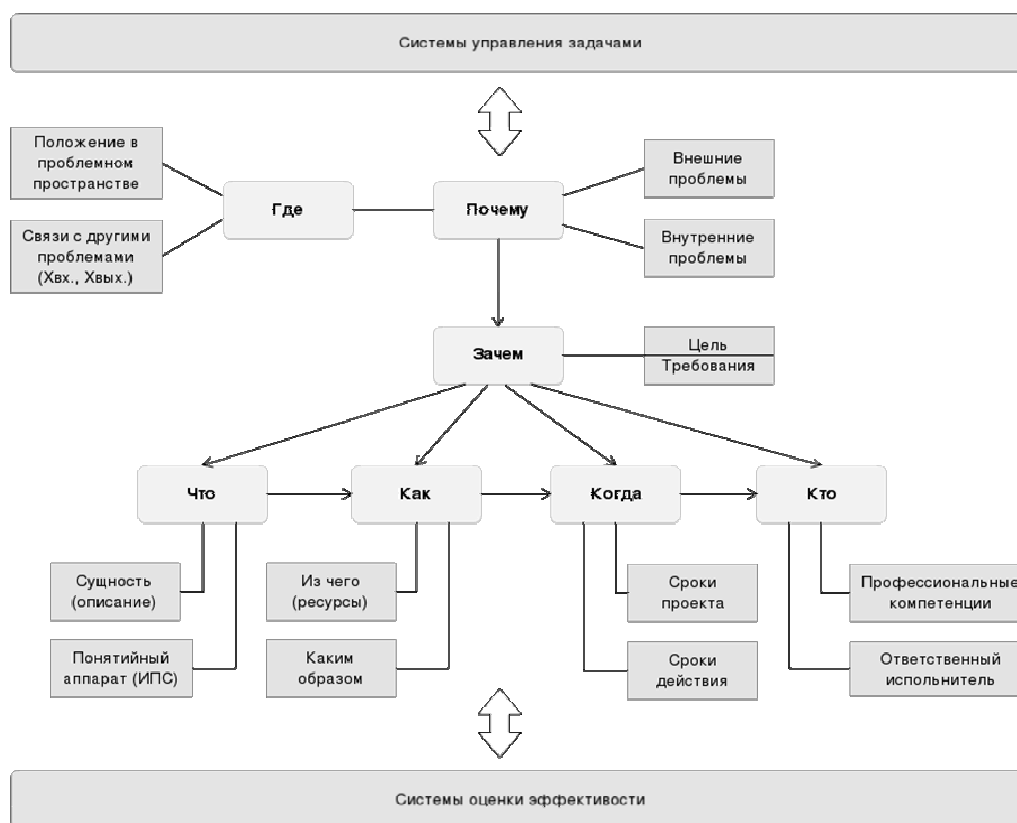 Системы управления задачами
Положение в
проблемном
пространстве
Связи с другими
проблемами
(Хвх., Хвых.)
Где
Почему
Внешние
проблемы
Внутренние
проблемы
Зачем
Цель
Требования
Что
Как
Когда
Кто
Сущность
(описание)
Понятийный
аппарат (ИПС)
Из чего
(ресурсы)
Каким
образом
Сроки
проекта
Сроки
действия
Профессиональные
компетенции
Ответственный
испольнитель
Системы оценки эффективости